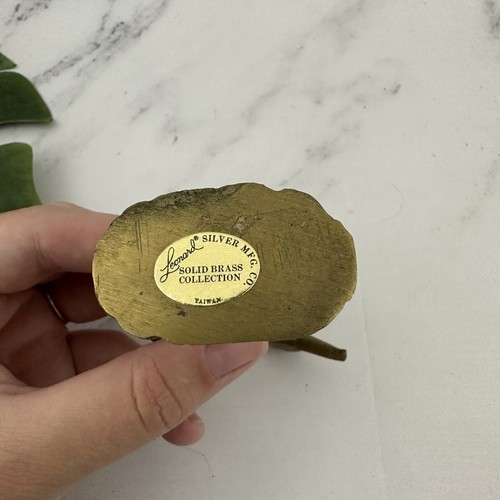 Leonard® SILVER MFG. CO.
SOLID BRASS
COLLECTION
TAIWAN